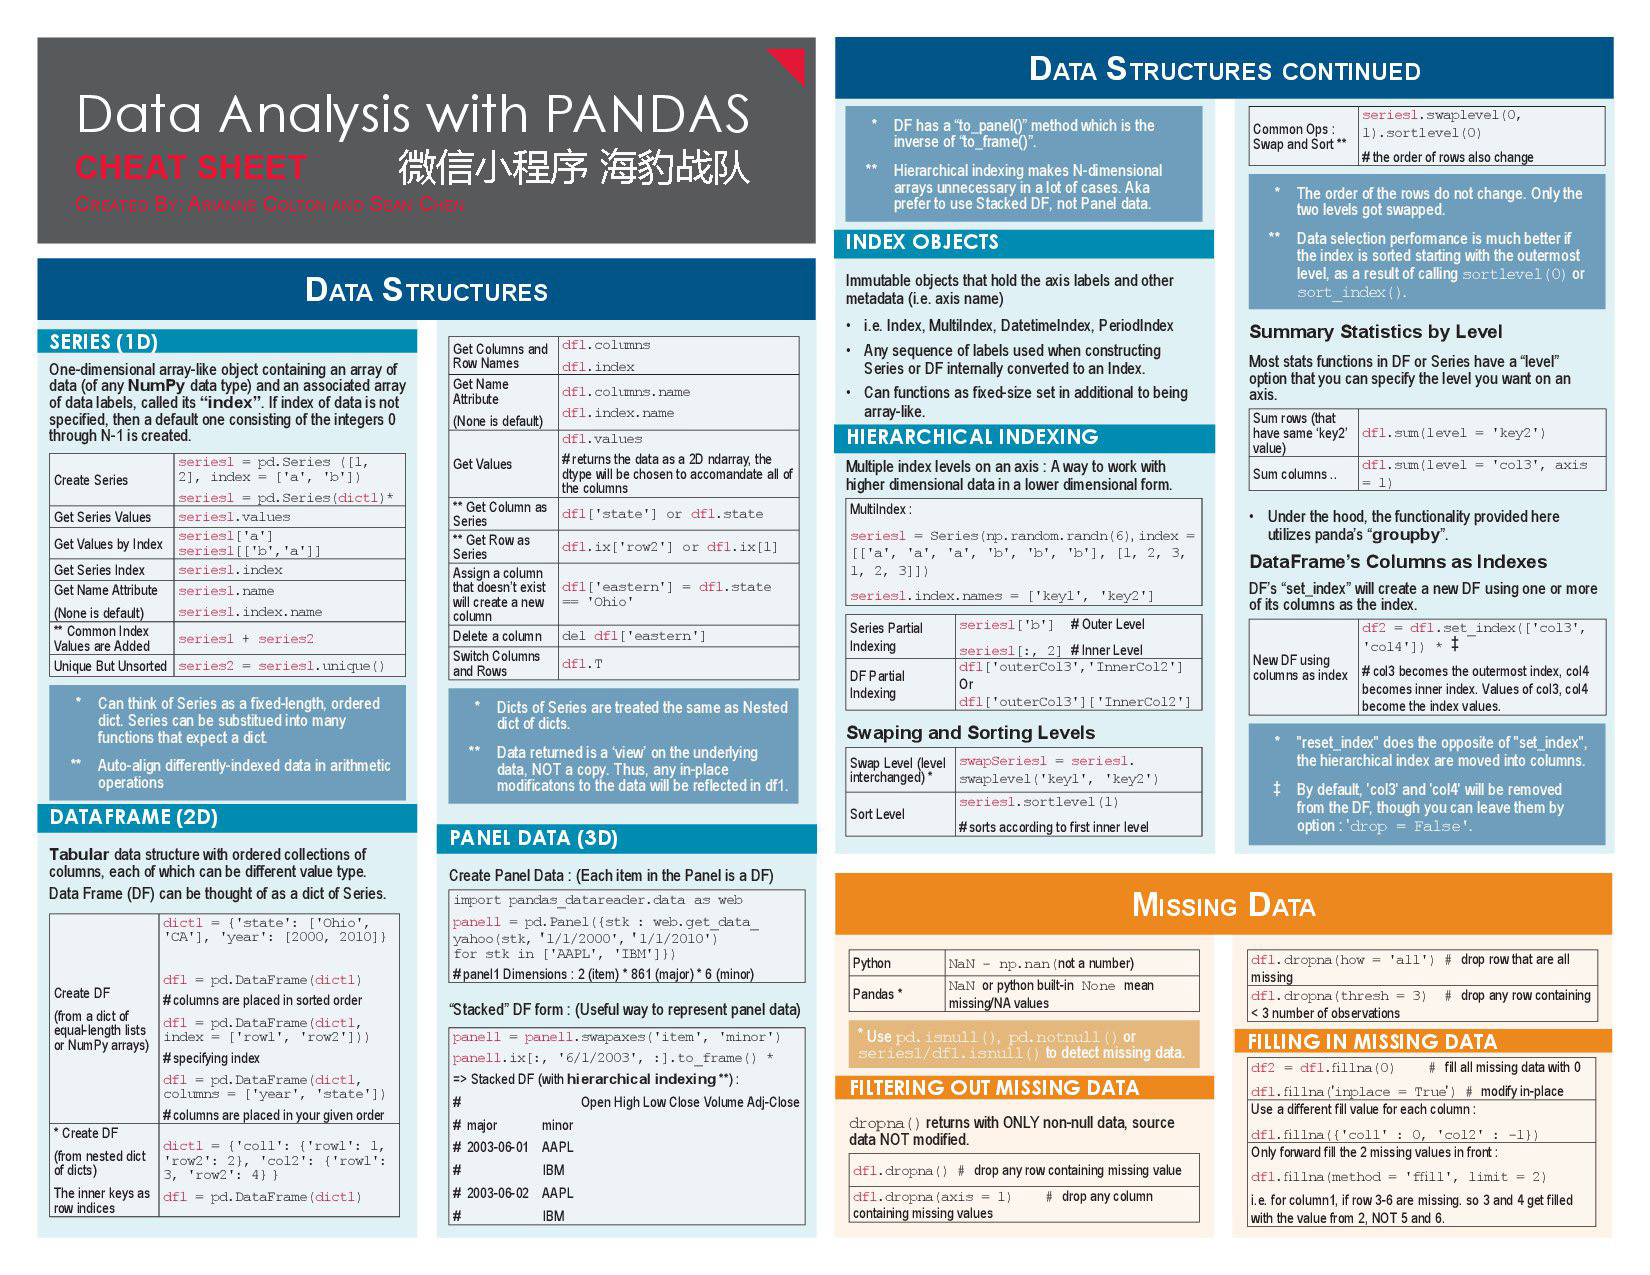 Data Analysis with PANDAS
CHEAT SHEET 微信小程序 海豹战队
CREATED BY: ARIANNE COLTON AND SEAN CHEN
DATA STRUCTURES
SERIES (1D)
One-dimensional array-like object containing an array of
data (of any NumPy data type) and an associated array
of data labels, called its “index”. If index of data is not
specified, then a default one consisting of the integers 0
through N-1 is created.
Create Series
series1 = pd.Series ([1,
2], index = ['a', 'b'])
series1 = pd.Series(dict1)*
Get Series Values series1.values
Get Values by Index
series1['a']
series1[['b','a']]
Get Series Index series1.index
Get Name Attribute series1.name
(None is default) series1.index.name
** Common Index
Values are Added
series1 + series2
Unique But Unsorted series2 = series1.unique()
* Can think of Series as a fixed-length, ordered
dict. Series can be substitued into many
functions that expect a dict.
** Auto-align differently-indexed data in arithmetic
operations
DATAFRAME (2D)
Tabular data structure with ordered collections of
columns, each of which can be different value type.
Data Frame (DF) can be thought of as a dict of Series.
Create DF
(from a dict of
equal-length lists
or NumPy arrays)
dict1 = {'state': ['Ohio',
'CA'], 'year': [2000, 2010]}
df1 = pd.DataFrame(dict1)
# columns are placed in sorted order
df1 = pd.DataFrame(dict1,
index = ['row1', 'row2']))
# specifying index
df1 = pd.DataFrame(dict1,
columns = ['year', 'state'])
# columns are placed in your given order
* Create DF
(from nested dict
of dicts)
The inner keys as
row indices
dict1 = {'col1': {'row1': 1,
'row2': 2}, 'col2': {'row1':
3, 'row2': 4} }
df1 = pd.DataFrame(dict1)
Get Columns and
Row Names
df1.columns
df1.index
Get Name
Attribute
(None is default)
df1.columns.name
df1.index.name
Get Values
df1.values
# returns the data as a 2D ndarray, the
dtype will be chosen to accomandate all of
the columns
** Get Column as
Series
df1['state'] or df1.state
** Get Row as
Series
df1.ix['row2'] or df1.ix[1]
Assign a column
that doesn't exist
will create a new
column
df1['eastern'] = df1.state
== 'Ohio'
Delete a column del df1['eastern']
Switch Columns
and Rows
df1.T
* Dicts of Series are treated the same as Nested
dict of dicts.
** Data returned is a ‘view’ on the underlying
data, NOT a copy. Thus, any in-place
modificatons to the data will be reflected in df1.
PANEL DATA (3D)
Create Panel Data : (Each item in the Panel is a DF)
import pandas_datareader.data as web
panel1 = pd.Panel({stk : web.get_data_
yahoo(stk, '1/1/2000', '1/1/2010')
for stk in ['AAPL', 'IBM']})
# panel1 Dimensions : 2 (item) * 861 (major) * 6 (minor)
“Stacked” DF form : (Useful way to represent panel data)
panel1 = panel1.swapaxes('item', 'minor')
panel1.ix[:, '6/1/2003', :].to_frame() *
=> Stacked DF (with hierarchical indexing **) :
# Open High Low Close Volume Adj-Close
# major minor
# 2003-06-01 AAPL
# IBM
# 2003-06-02 AAPL
# IBM
DATA STRUCTURES CONTINUED
* DF has a “to_panel()” method which is the
inverse of “to_frame()”.
** Hierarchical indexing makes N-dimensional
arrays unnecessary in a lot of cases. Aka
prefer to use Stacked DF, not Panel data.
INDEX OBJECTS
Immutable objects that hold the axis labels and other
metadata (i.e. axis name)
• i.e. Index, MultiIndex, DatetimeIndex, PeriodIndex
• Any sequence of labels used when constructing
Series or DF internally converted to an Index.
• Can functions as fixed-size set in additional to being
array-like.
HIERARCHICAL INDEXING
Multiple index levels on an axis : A way to work with
higher dimensional data in a lower dimensional form.
MultiIndex :
series1 = Series(np.random.randn(6), index =
[['a', 'a', 'a', 'b', 'b', 'b'], [1, 2, 3,
1, 2, 3]])
series1.index.names = ['key1', 'key2']
Series Partial
Indexing
series1['b'] # Outer Level
series1[:, 2] # Inner Level
DF Partial
Indexing
df1['outerCol3','InnerCol2']
Or
df1['outerCol3']['InnerCol2']
Swaping and Sorting Levels
Swap Level (level
interchanged) *
swapSeries1 = series1.
swaplevel('key1', 'key2')
Sort Level
series1.sortlevel(1)
# sorts according to first inner level
Common Ops :
Swap and Sort **
series1.swaplevel(0,
1).sortlevel(0)
# the order of rows also change
* The order of the rows do not change. Only the
two levels got swapped.
** Data selection performance is much better if
the index is sorted starting with the outermost
level, as a result of calling sortlevel(0) or
sort_index().
Summary Statistics by Level
Most stats functions in DF or Series have a “level”
option that you can specify the level you want on an
axis.
Sum rows (that
have same ‘key2’
value)
df1.sum(level = 'key2')
Sum columns ..
df1.sum(level = 'col3', axis
= 1)
• Under the hood, the functionality provided here
utilizes panda's “groupby”.
DataFrame's Columns as Indexes
DF's “set_index” will create a new DF using one or more
of its columns as the index.
New DF using
columns as index
df2 = df1.set_index(['col3',
'col4']) * ‡
# col3 becomes the outermost index, col4
becomes inner index. Values of col3, col4
become the index values.
* "reset_index" does the opposite of "set_index",
the hierarchical index are moved into columns.
‡ By default, 'col3' and 'col4' will be removed
from the DF, though you can leave them by
option : 'drop = False'.
MISSING DATA
Python NaN - np.nan(not a number)
Pandas *
NaN or python built-in None mean
missing/NA values
* Use pd.isnull(), pd.notnull() or
series1/df1.isnull() to detect missing data.
FILTERING OUT MISSING DATA
dropna() returns with ONLY non-null data, source
data NOT modified.
df1.dropna() # drop any row containing missing value
df1.dropna(axis = 1) # drop any column
containing missing values
df1.dropna(how = 'all') # drop row that are all
missing
df1.dropna(thresh = 3) # drop any row containing
< 3 number of observations
FILLING IN MISSING DATA
df2 = df1.fillna(0) # fill all missing data with 0
df1.fillna('inplace = True') # modify in-place
Use a different fill value for each column :
df1.fillna({'col1' : 0, 'col2' : -1})
Only forward fill the 2 missing values in front :
df1.fillna(method = 'ffill', limit = 2)
i.e. for column1, if row 3-6 are missing. so 3 and 4 get filled
with the value from 2, NOT 5 and 6.